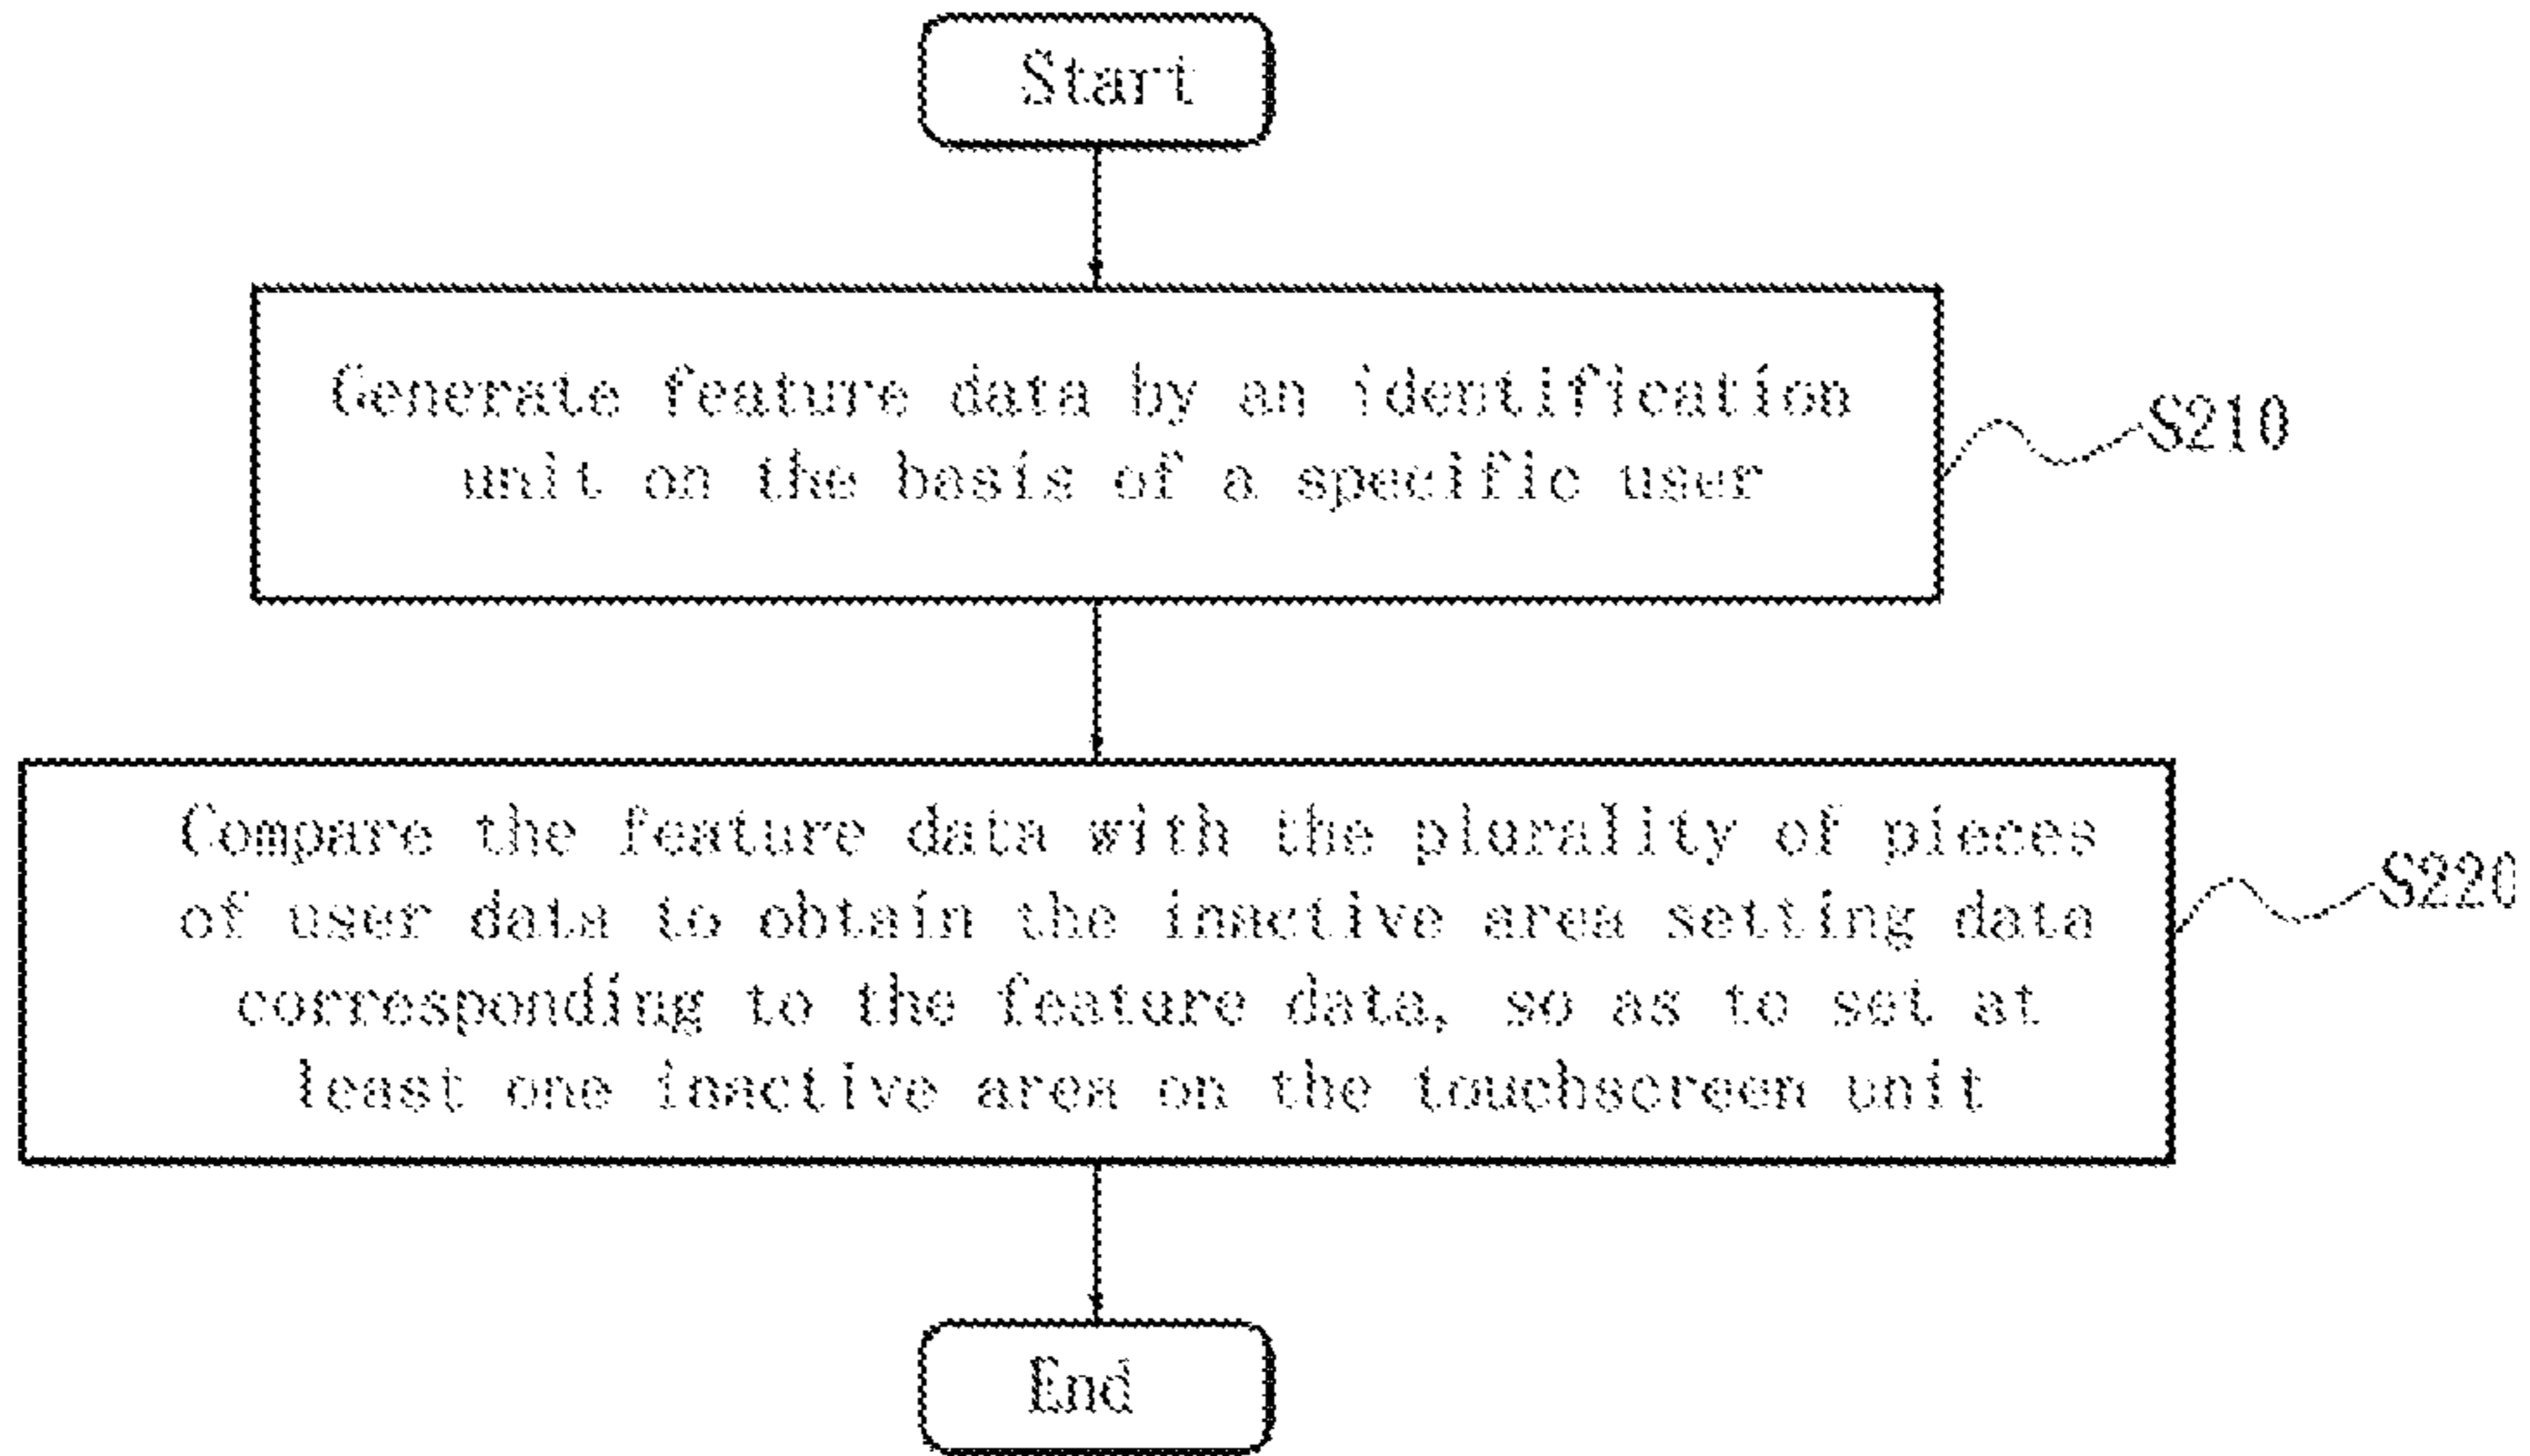 Start
Generate feature data by an identification
unit on the basis of a specific user
S210
Compare the feature data with the plurality of pieces
of user data to obtain the inactive area setting data
corresponding to the feature data, so as to set at
least one inactive area on the touchscreen unit
S220
End